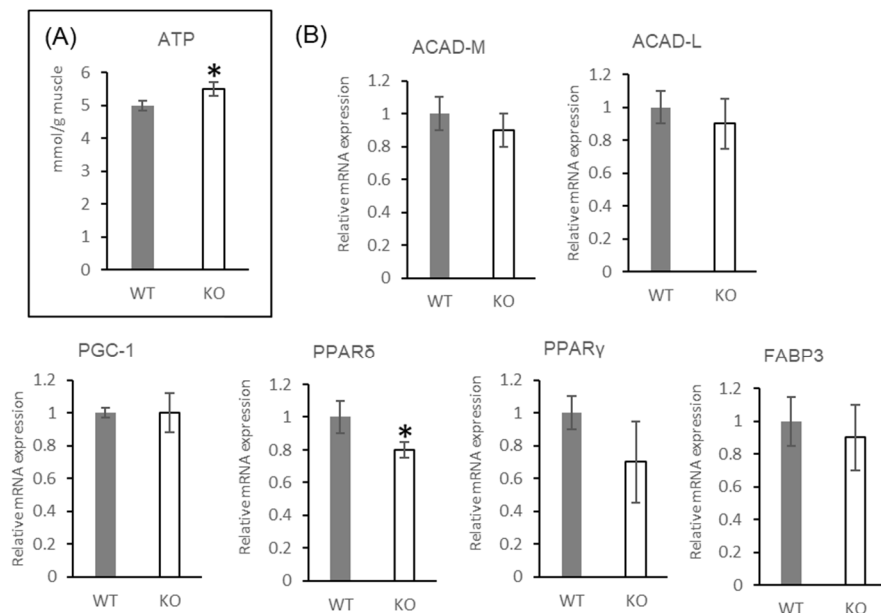 (A)
ATP
mmol/g muscle
6
5
4
3
2
1
0
*
WT KO
(B)
ACAD-M
Relative mRNA expression
1.2
1
0.8
0.6
0.4
0.2
0
WT KO
ACAD-L
Relative mRNA expression
1.2
1
0.8
0.6
0.4
0.2
0
WT KO
PGC-1
Relative mRNA expression
1.2
1
0.8
0.6
0.4
0.2
0
WT KO
PPARδ
Relative mRNA expression
1.2
1
0.8
0.6
0.4
0.2
0
*
WT KO
PPARγ
Relative mRNA expression
1.2
1
0.8
0.6
0.4
0.2
0
WT KO
FABP3
Relative mRNA expression
1.2
1
0.8
0.6
0.4
0.2
0
WT KO